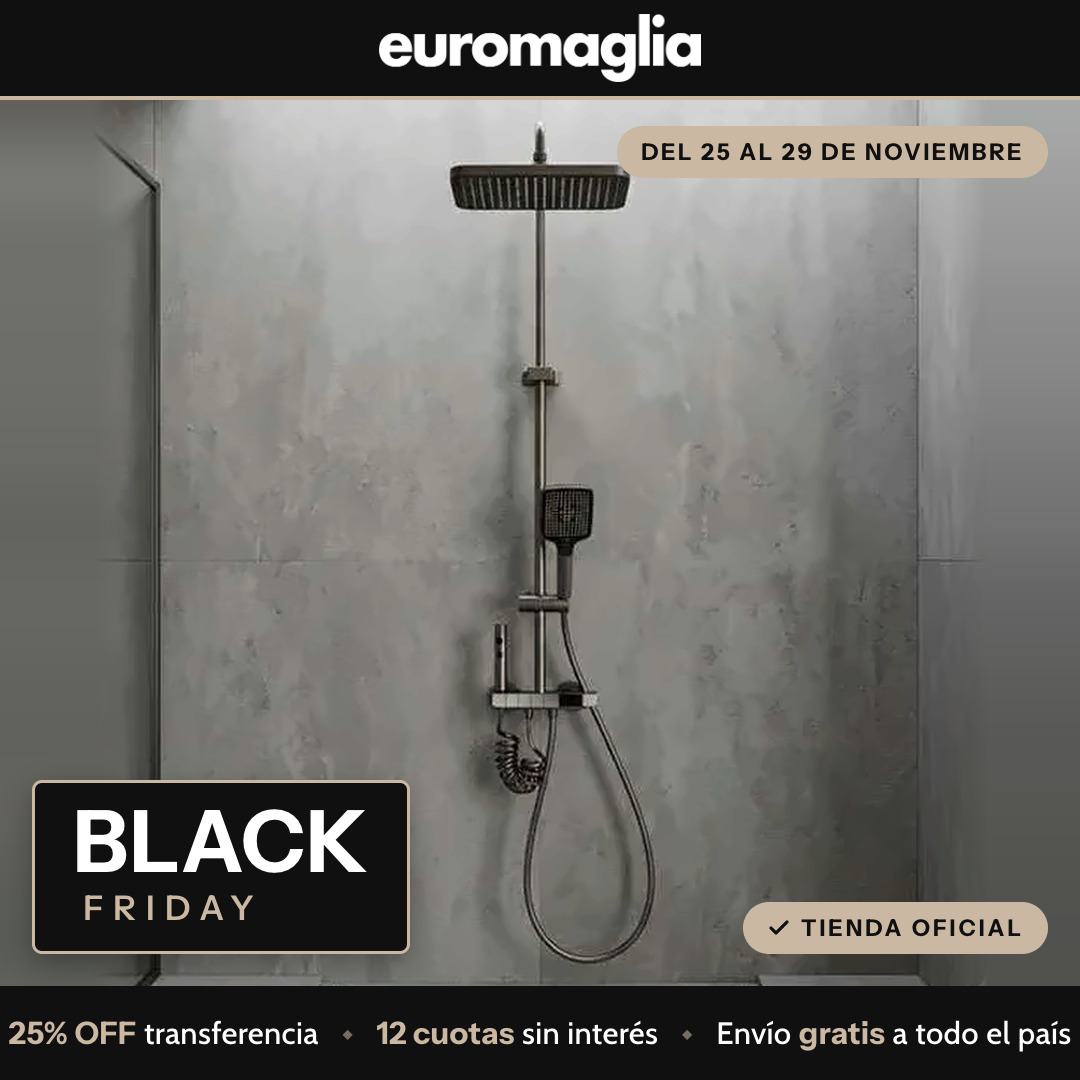 euromaglia
DEL 25 AL 29 DE NOVIEMBRE
BLACK
FRIDAY
✓ TIENDA OFICIAL
25% OFF transferencia ◆ 12 cuotas sin interés ◆ Envío gratis a todo el país